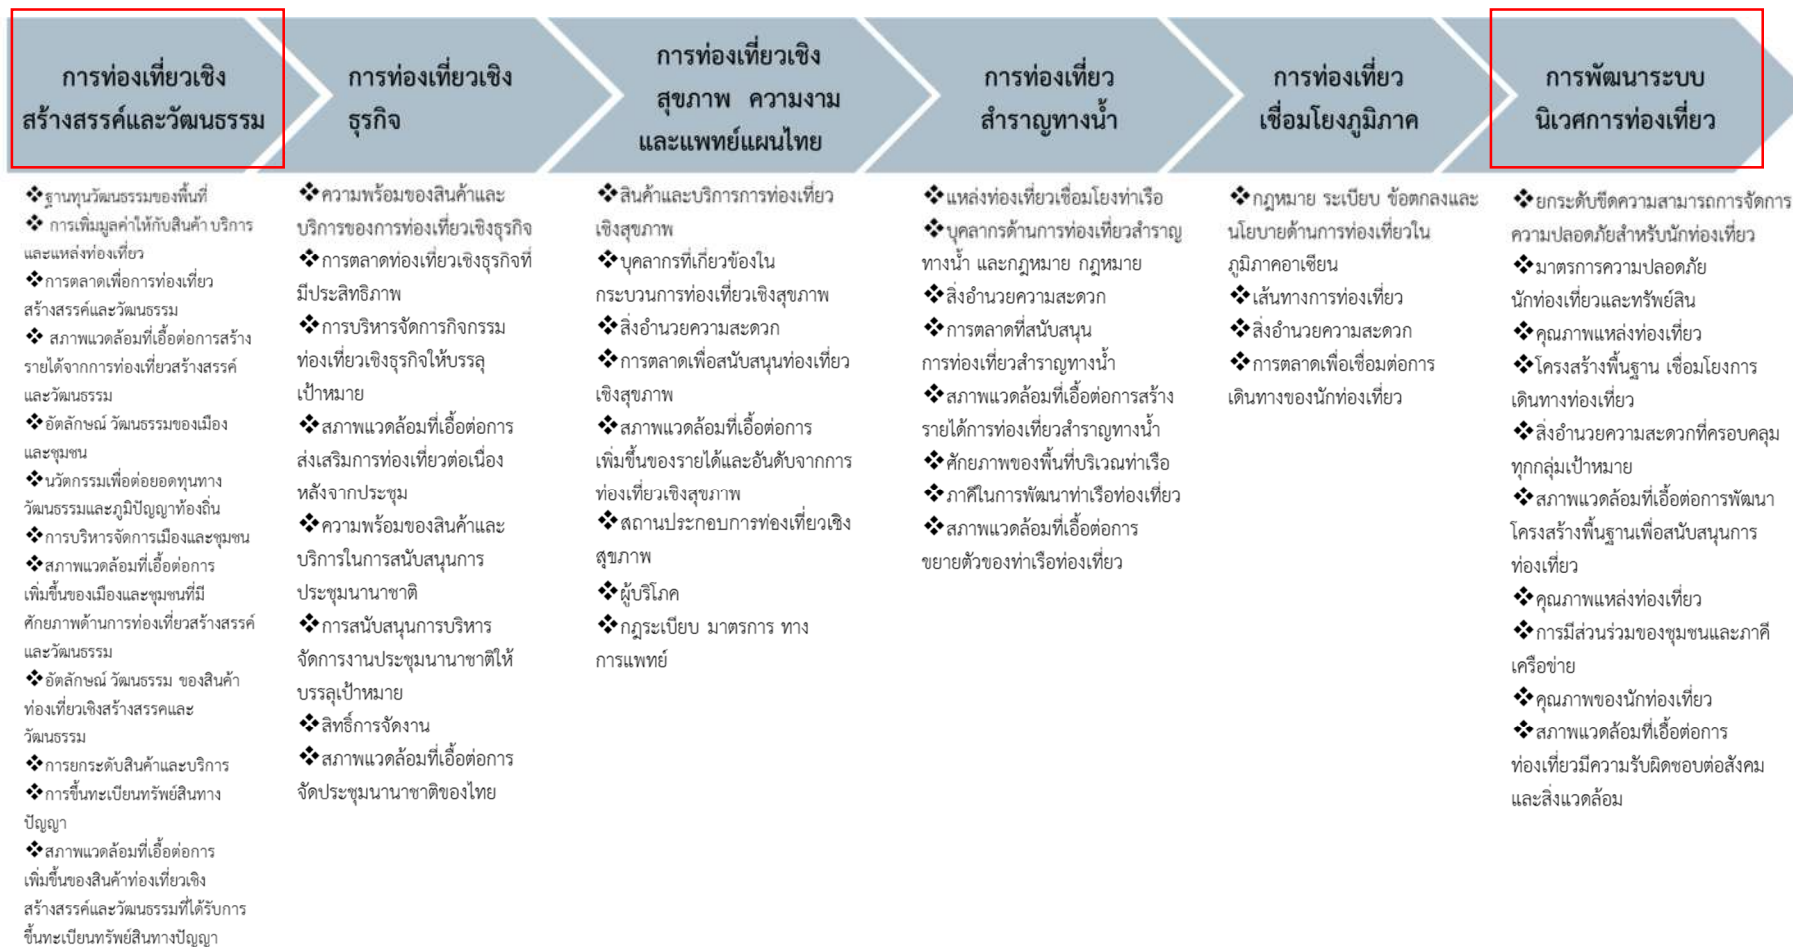 การท่องเที่ยวเชิง
สร้างสรรค์และวัฒนธรรม
❖ฐานทุนวัฒนธรรมของพื้นที่
❖ การเพิ่มมูลค่าให้กับสินค้า บริการ
และแหล่งท่องเที่ยว
❖การตลาดเพื่อการท่องเที่ยว
สร้างสรรค์และวัฒนธรรม
❖ สภาพแวดล้อมที่เอื้อต่อการสร้าง
รายได้จากการท่องเที่ยวสร้างสรรค์
และวัฒนธรรม
❖อัตลักษณ์ วัฒนธรรมของเมือง
และชุมชน
❖นวัตกรรมเพื่อต่อยอดทุนทาง
วัฒนธรรมและภูมิปัญญาท้องถิ่น
❖การบริหารจัดการเมืองและชุมชน
❖สภาพแวดล้อมที่เอื้อต่อการ
เพิ่มขึ้นของเมืองและชุมชนที่มี
ศักยภาพด้านการท่องเที่ยวสร้างสรรค์
และวัฒนธรรม
❖อัตลักษณ์ วัฒนธรรม ของสินค้า
ท่องเที่ยวเชิงสร้างสรรคและ
วัฒนธรรม
❖การยกระดับสินค้าและบริการ
❖การขึ้นทะเบียนทรัพย์สินทาง
ปัญญา
❖สภาพแวดล้อมที่เอื้อต่อการ
เพิ่มขึ้นของสินค้าท่องเที่ยวเชิง
สร้างสรรค์และวัฒนธรรมที่ได้รับการ
ขึ้นทะเบียนทรัพย์สินทางปัญญา
การท่องเที่ยวเชิง
ธุรกิจ
❖ความพร้อมของสินค้าและ
บริการของการท่องเที่ยวเชิงธุรกิจ
❖การตลาดท่องเที่ยวเชิงธุรกิจที่
มีประสิทธิภาพ
❖การบริหารจัดการกิจกรรม
ท่องเที่ยวเชิงธุรกิจให้บรรลุ
เป้าหมาย
❖สภาพแวดล้อมที่เอื้อต่อการ
ส่งเสริมการท่องเที่ยวต่อเนื่อง
หลังจากประชุม
❖ความพร้อมของสินค้าและ
บริการในการสนับสนุนการ
ประชุมนานาชาติ
❖การสนับสนุนการบริหาร
จัดการงานประชุมนานาชาติให้
บรรลุเป้าหมาย
❖สิทธิ์การจัดงาน
❖สภาพแวดล้อมที่เอื้อต่อการ
จัดประชุมนานาชาติของไทย
การท่องเที่ยวเชิง
สุขภาพ ความงาม
และแพทย์แผนไทย
❖สินค้าและบริการการท่องเที่ยว
เชิงสุขภาพ
❖บุคลากรที่เกี่ยวข้องใน
กระบวนการท่องเที่ยวเชิงสุขภาพ
❖สิ่งอำนวยความสะดวก
❖การตลาดเพื่อสนับสนุนท่องเที่ยว
เชิงสุขภาพ
❖สภาพแวดล้อมที่เอื้อต่อการ
เพิ่มขึ้นของรายได้และอันดับจากการ
ท่องเที่ยวเชิงสุขภาพ
❖สถานประกอบการท่องเที่ยวเชิง
สุขภาพ
❖ผู้บริโภค
❖กฎระเบียบ มาตรการ ทาง
การแพทย์
การท่องเที่ยว
สำราญทางน้ำ
❖แหล่งท่องเที่ยวเชื่อมโยงท่าเรือ
❖บุคลากรด้านการท่องเที่ยวสำราญ
ทางน้ำ และกฎหมาย กฎหมาย
❖สิ่งอำนวยความสะดวก
❖การตลาดที่สนับสนุน
การท่องเที่ยวสำราญทางน้ำ
❖สภาพแวดล้อมที่เอื้อต่อการสร้าง
รายได้การท่องเที่ยวสำราญทางน้ำ
❖ศักยภาพของพื้นที่บริเวณท่าเรือ
❖ภาคีในการพัฒนาท่าเรือท่องเที่ยว
❖สภาพแวดล้อมที่เอื้อต่อการ
ขยายตัวของท่าเรือท่องเที่ยว
การท่องเที่ยว
เชื่อมโยงภูมิภาค
❖กฎหมาย ระเบียบ ข้อตกลงและ
นโยบายด้านการท่องเที่ยวใน
ภูมิภาคอาเซียน
❖เส้นทางการท่องเที่ยว
❖สิ่งอำนวยความสะดวก
❖การตลาดเพื่อเชื่อมต่อการ
เดินทางของนักท่องเที่ยว
การพัฒนาระบบ
นิเวศการท่องเที่ยว
❖ยกระดับขีดความสามารถการจัดการ
ความปลอดภัยสำหรับนักท่องเที่ยว
❖มาตรการความปลอดภัย
นักท่องเที่ยวและทรัพย์สิน
❖คุณภาพแหล่งท่องเที่ยว
❖โครงสร้างพื้นฐาน เชื่อมโยงการ
เดินทางท่องเที่ยว
❖สิ่งอำนวยความสะดวกที่ครอบคลุม
ทุกกลุ่มเป้าหมาย
❖สภาพแวดล้อมที่เอื้อต่อการพัฒนา
โครงสร้างพื้นฐานเพื่อสนับสนุนการ
ท่องเที่ยว
❖คุณภาพแหล่งท่องเที่ยว
❖การมีส่วนร่วมของชุมชนและภาคี
เครือข่าย
❖คุณภาพของนักท่องเที่ยว
❖สภาพแวดล้อมที่เอื้อต่อการ
ท่องเที่ยวมีความรับผิดชอบต่อสังคม
และสิ่งแวดล้อม